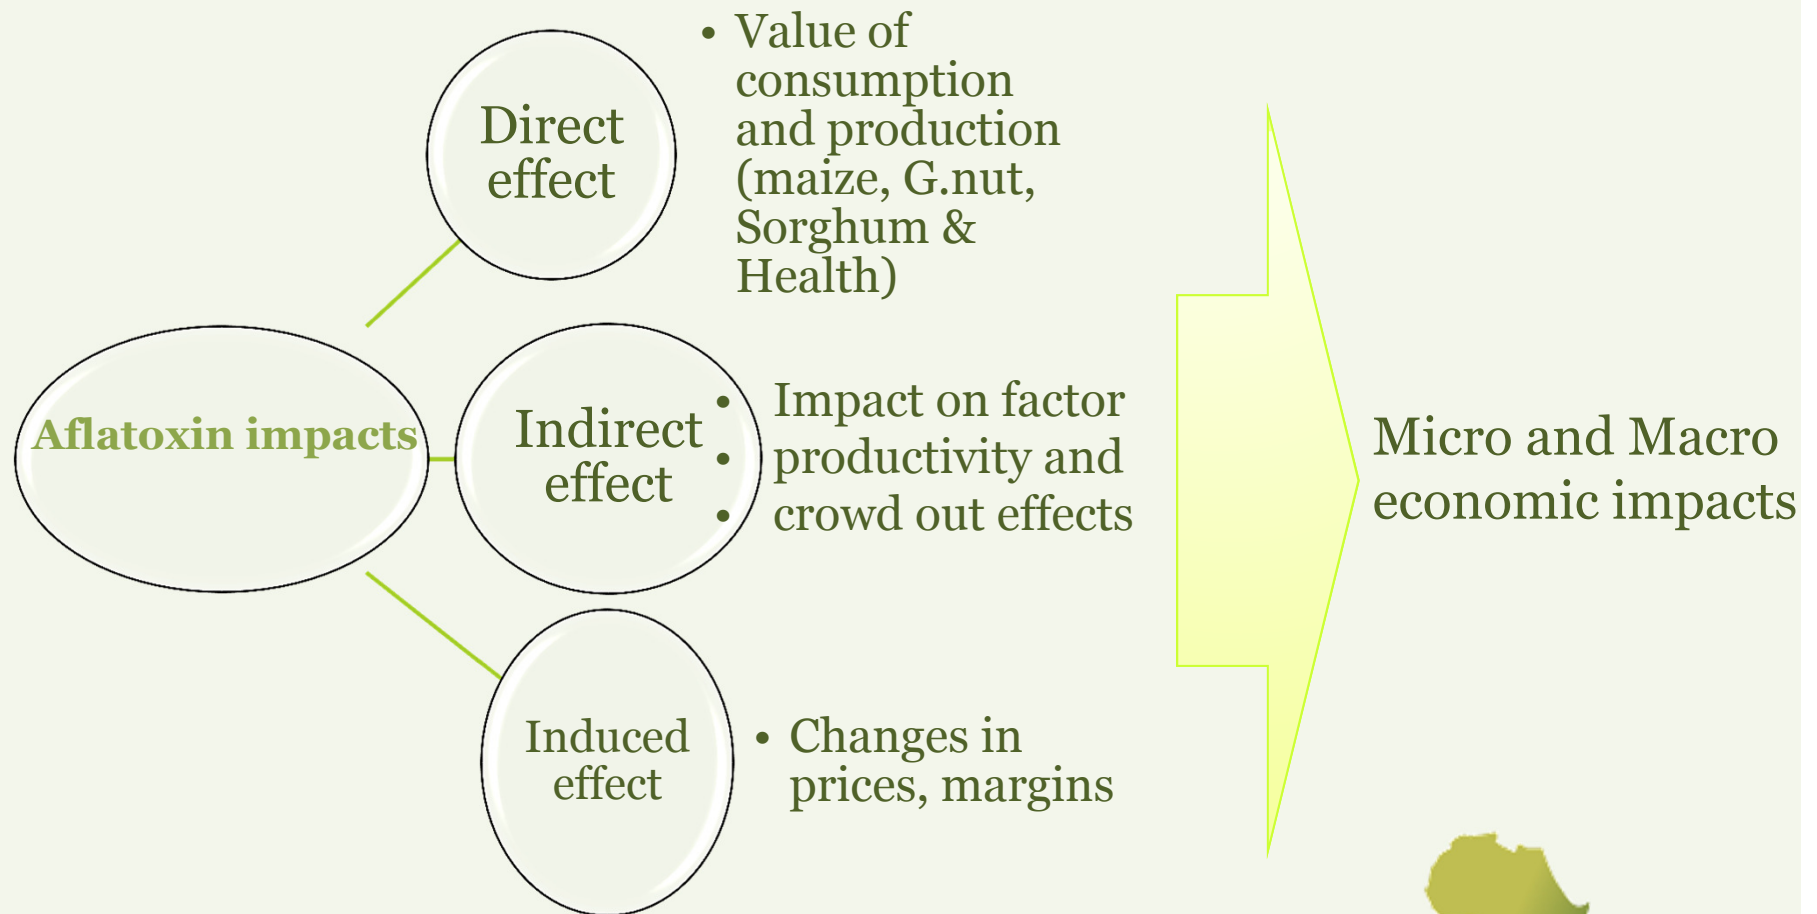 Aflatoxin impacts
Direct
effect
• Value of
consumption
and production
(maize, G.nut,
Sorghum &
Health)
Indirect
effect
• Impact on factor
• productivity and
• crowd out effects
Induced
effect
• Changes in
prices, margins
Micro and Macro
economic impacts